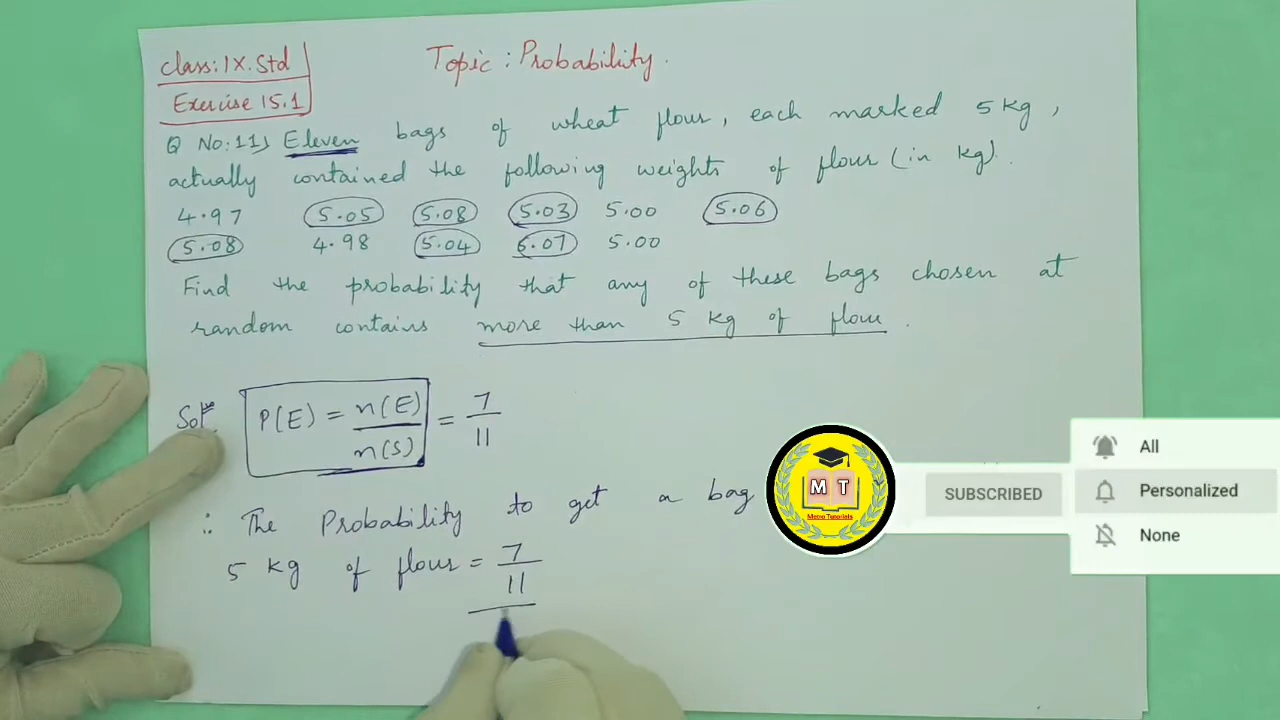 class: IX.Std
Topic : Probability.
Exercise 15.1
Q No:11) Eleven bags of wheat flour, each marked 5 kg,
actually contained the following weights of flour (in kg).
4.97 5.05 5.08 5.03 5.00 5.06
5.08 4.98 5.04 5.07 5.00
Find the probability that any of these bags chosen at
random contains more than 5 kg of flour.
Sol. P(E) = n(E)/n(S) = 7/11
∴ The Probability to get a bag
5 kg of flour = 7/11
M T
Metoo Tutorials
SUBSCRIBED
All
Personalized
None